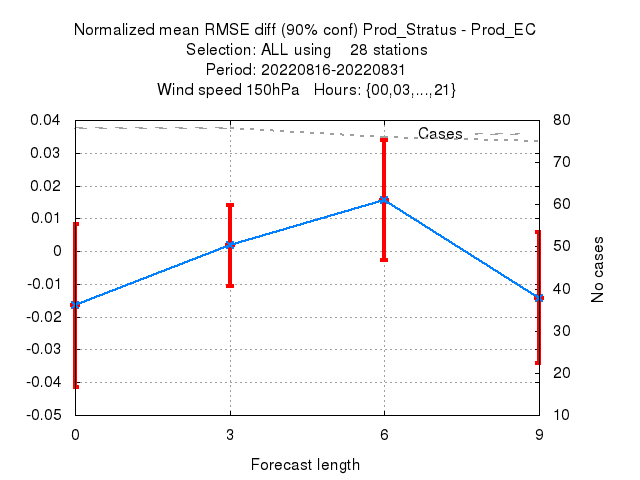 Normalized mean RMSE diff (90% conf) Prod_Stratus - Prod_EC
Selection: ALL using 28 stations
Period: 20220816-20220831
Wind speed 150hPa Hours: {00,03,...,21}
0.04
0.03
0.02
0.01
0
-0.01
-0.02
-0.03
-0.04
-0.05
Cases
80
70
60
50
40
30
20
10
No cases
0 3 6 9
Forecast length